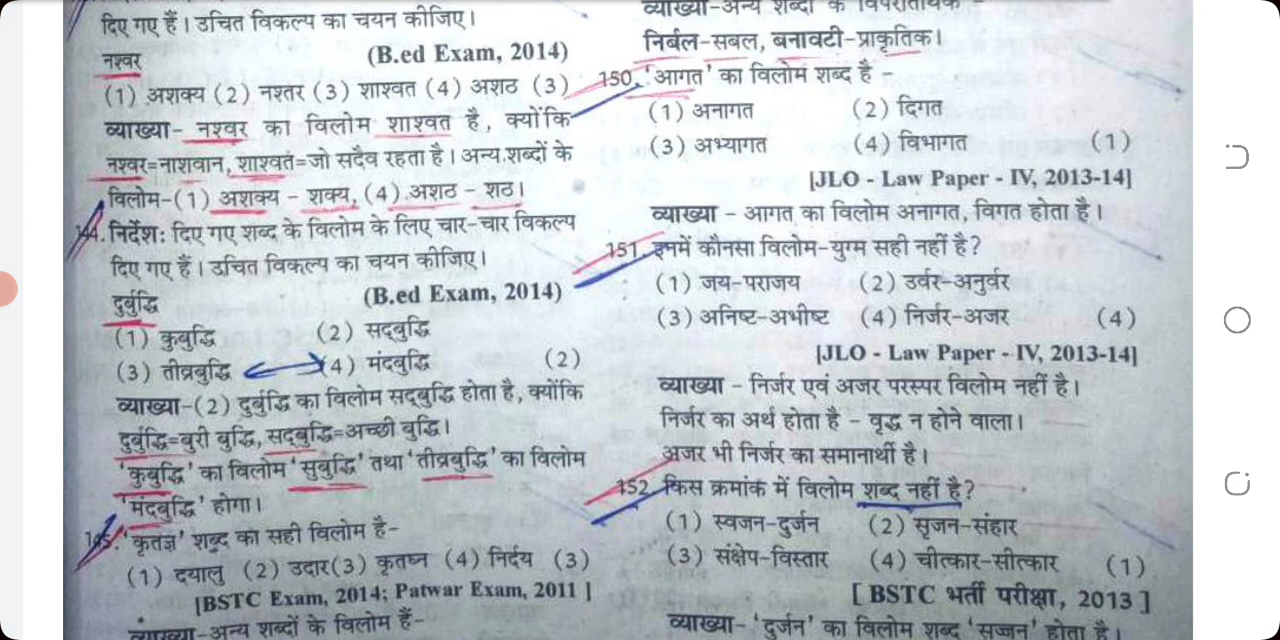 दिए गए हैं। उचित विकल्प का चयन कीजिए।
नश्वर (B.ed Exam, 2014)
(1) अशक्य (2) नश्तर (3) शाश्वत (4) अशठ (3)
व्याख्या- नश्वर का विलोम शाश्वत है, क्योंकि
नश्वर=नाशवान, शाश्वत=जो सदैव रहता है। अन्य शब्दों के
विलोम-(1) अशक्य - शक्य, (4) अशठ - शठ।
144. निर्देश: दिए गए शब्द के विलोम के लिए चार-चार विकल्प
दिए गए हैं। उचित विकल्प का चयन कीजिए।
दुर्बुद्धि (B.ed Exam, 2014)
(1) कुबुद्धि (2) सद्बुद्धि
(3) तीव्रबुद्धि (4) मंदबुद्धि (2)
व्याख्या-(2) दुर्बुद्धि का विलोम सद्बुद्धि होता है, क्योंकि
दुर्बुद्धि=बुरी बुद्धि, सद्बुद्धि=अच्छी बुद्धि।
'कुबुद्धि' का विलोम 'सुबुद्धि' तथा 'तीव्रबुद्धि' का विलोम
'मंदबुद्धि' होगा।
145. 'कृतज्ञ' शब्द का सही विलोम है-
(1) दयालु (2) उदार(3) कृतघ्न (4) निर्दय (3)
[BSTC Exam, 2014; Patwar Exam, 2011 ]
व्याख्या-अन्य शब्दों के विलोम हैं-
व्याख्या-अन्य शब्दों के विपरीतार्थक -
निर्बल-सबल, बनावटी-प्राकृतिक।
150. 'आगत' का विलोम शब्द है -
(1) अनागत (2) दिगत
(3) अभ्यागत (4) विभागत (1)
[JLO - Law Paper - IV, 2013-14]
व्याख्या - आगत का विलोम अनागत, विगत होता है।
151. इनमें कौनसा विलोम-युग्म सही नहीं है?
(1) जय-पराजय (2) उर्वर-अनुर्वर
(3) अनिष्ट-अभीष्ट (4) निर्जर-अजर (4)
[JLO - Law Paper - IV, 2013-14]
व्याख्या - निर्जर एवं अजर परस्पर विलोम नहीं है।
निर्जर का अर्थ होता है - वृद्ध न होने वाला।
अजर भी निर्जर का समानार्थी है।
152. किस क्रमांक में विलोम शब्द नहीं है?
(1) स्वजन-दुर्जन (2) सृजन-संहार
(3) संक्षेप-विस्तार (4) चीत्कार-सीत्कार (1)
[ BSTC भर्ती परीक्षा, 2013 ]
व्याख्या- 'दुर्जन' का विलोम शब्द 'सज्जन' होता है।